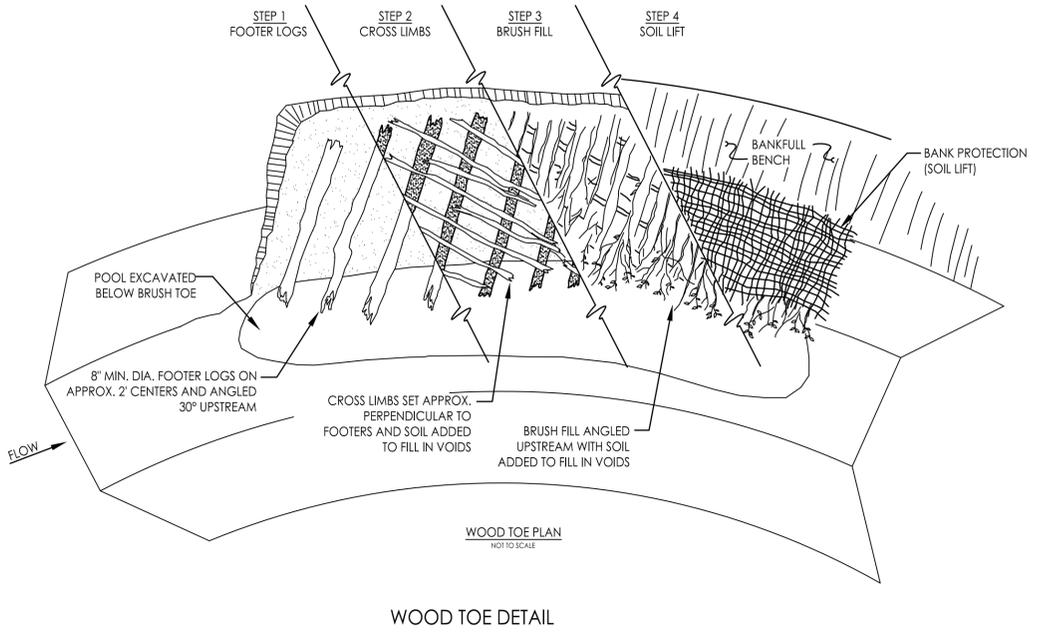 STEP 1
FOOTER LOGS
STEP 2
CROSS LIMBS
STEP 3
BRUSH FILL
STEP 4
SOIL LIFT
BANKFULL
BENCH
BANK PROTECTION
(SOIL LIFT)
POOL EXCAVATED
BELOW BRUSH TOE
8" MIN. DIA. FOOTER LOGS ON
APPROX. 2' CENTERS AND ANGLED
30° UPSTREAM
CROSS LIMBS SET APPROX.
PERPENDICULAR TO
FOOTERS AND SOIL ADDED
TO FILL IN VOIDS
BRUSH FILL ANGLED
UPSTREAM WITH SOIL
ADDED TO FILL IN VOIDS
FLOW
WOOD TOE PLAN
NOT TO SCALE
WOOD TOE DETAIL